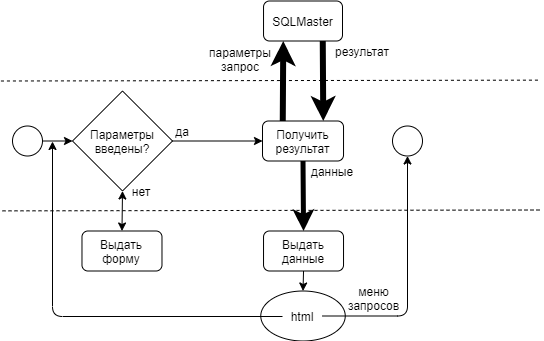 SQLMaster
параметры
запрос
результат
Параметры
введены?
да
Получить
результат
данные
нет
Выдать
форму
Выдать
данные
html
меню
запросов